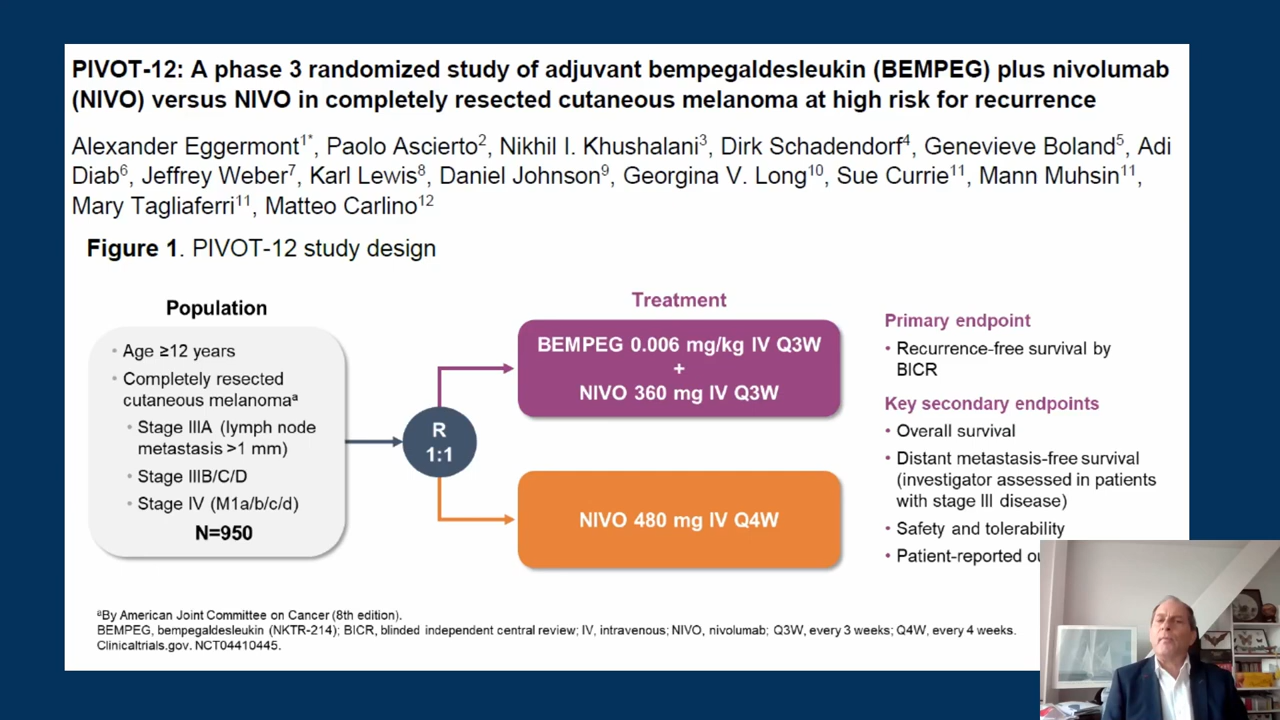 PIVOT-12: A phase 3 randomized study of adjuvant bempegaldesleukin (BEMPEG) plus nivolumab
(NIVO) versus NIVO in completely resected cutaneous melanoma at high risk for recurrence
Alexander Eggermont1*, Paolo Ascierto2, Nikhil I. Khushalani3, Dirk Schadendorf4, Genevieve Boland5, Adi
Diab6, Jeffrey Weber7, Karl Lewis8, Daniel Johnson9, Georgina V. Long10, Sue Currie11, Mann Muhsin11,
Mary Tagliaferri11, Matteo Carlino12
Figure 1. PIVOT-12 study design
Population
• Age ≥12 years
• Completely resected
cutaneous melanomaa
• Stage IIIA (lymph node
metastasis >1 mm)
• Stage IIIB/C/D
• Stage IV (M1a/b/c/d)
N=950
R
1:1
Treatment
BEMPEG 0.006 mg/kg IV Q3W
+
NIVO 360 mg IV Q3W
NIVO 480 mg IV Q4W
Primary endpoint
• Recurrence-free survival by
BICR
Key secondary endpoints
• Overall survival
• Distant metastasis-free survival
(investigator assessed in patients
with stage III disease)
• Safety and tolerability
• Patient-reported
aBy American Joint Committee on Cancer (8th edition).
BEMPEG, bempegaldesleukin (NKTR-214); BICR, blinded independent central review; IV, intravenous; NIVO, nivolumab; Q3W, every 3 weeks; Q4W, every 4 weeks.
Clinicaltrials.gov. NCT04410445.